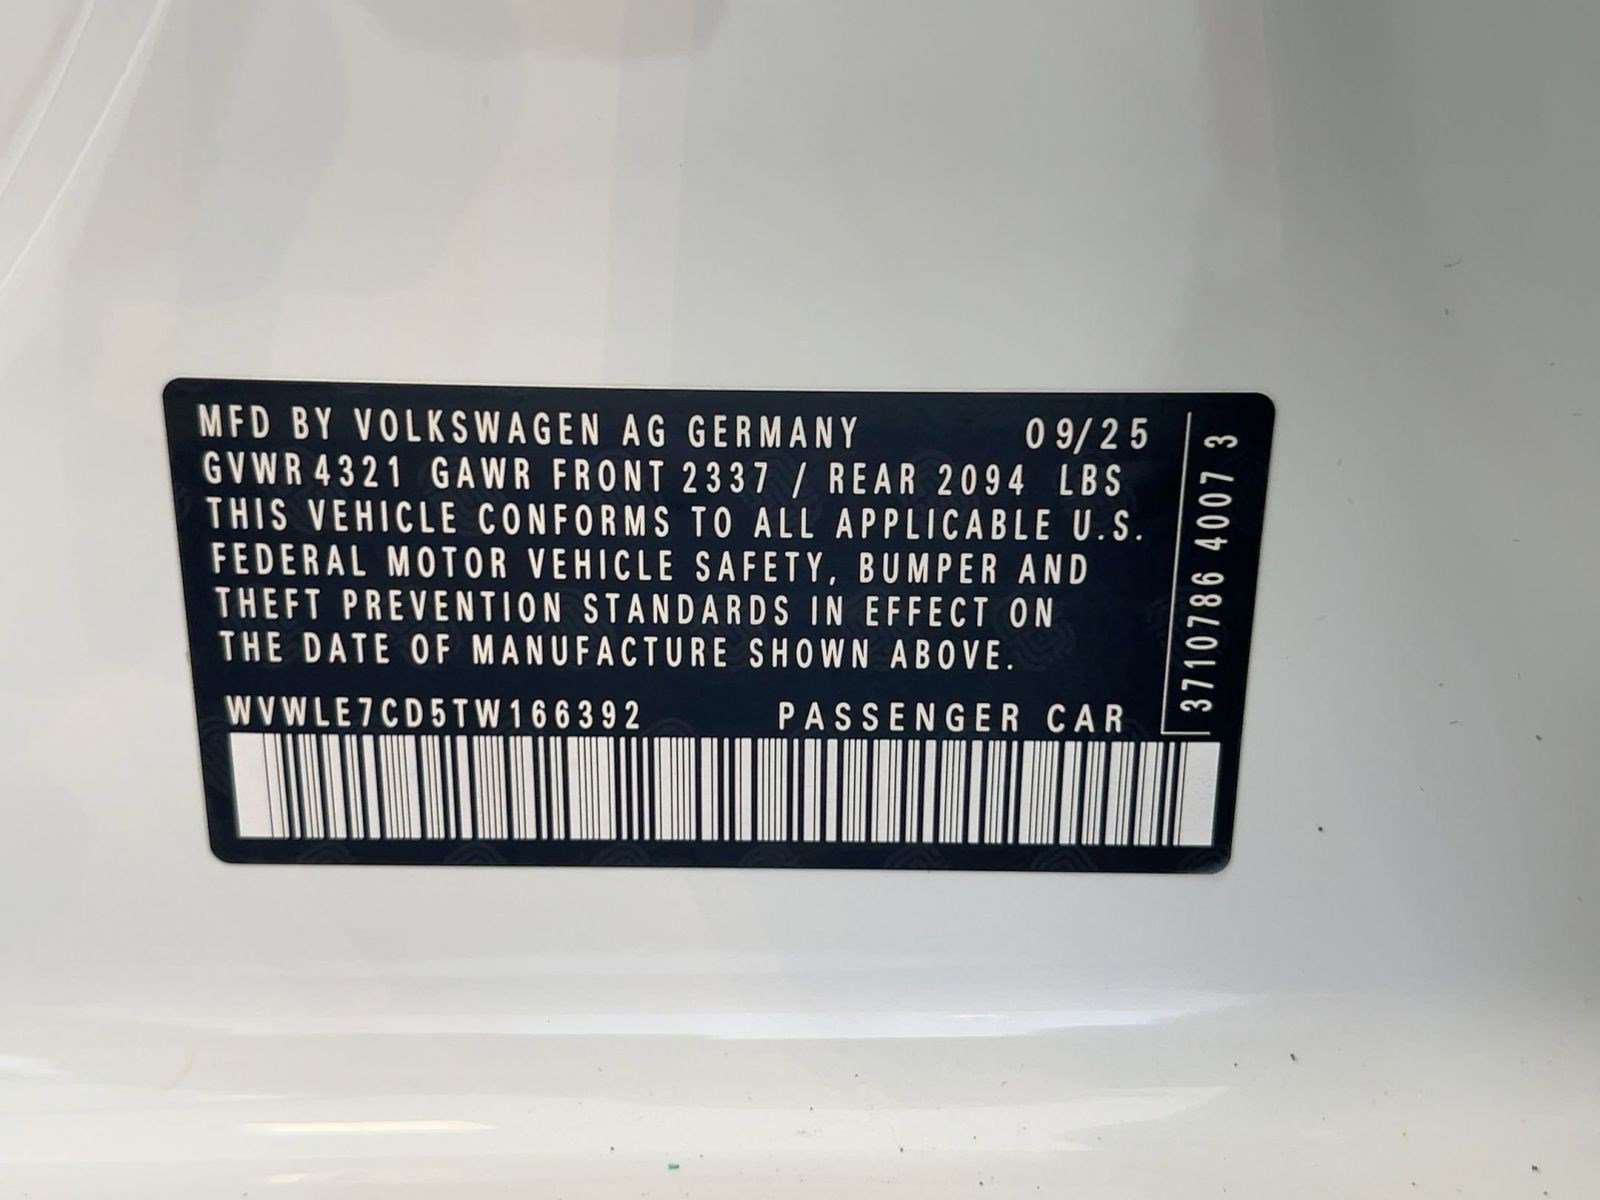 MFD BY VOLKSWAGEN AG GERMANY 09/25
GVWR 4321 GAWR FRONT 2337 / REAR 2094 LBS
THIS VEHICLE CONFORMS TO ALL APPLICABLE U.S.
FEDERAL MOTOR VEHICLE SAFETY, BUMPER AND
THEFT PREVENTION STANDARDS IN EFFECT ON
THE DATE OF MANUFACTURE SHOWN ABOVE.
WVWLE7CD5TW166392 PASSENGER CAR
3710786 4007 3